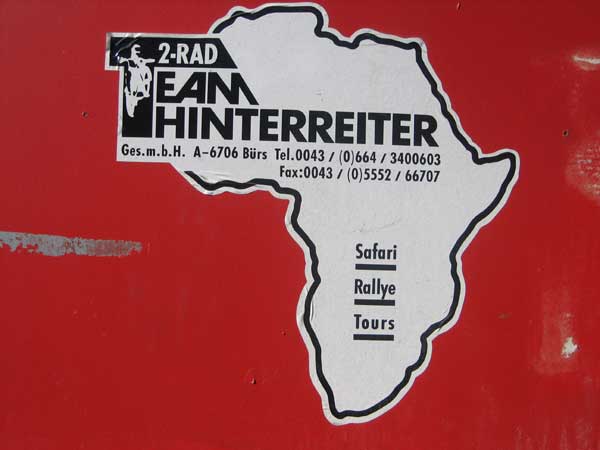 2-RAD
TEAM
HINTERREITER
Ges.m.b.H. A-6706 Bürs Tel.0043 / (0)664 / 3400603
Fax:0043 / (0)5552 / 66707
Safari
Rallye
Tours